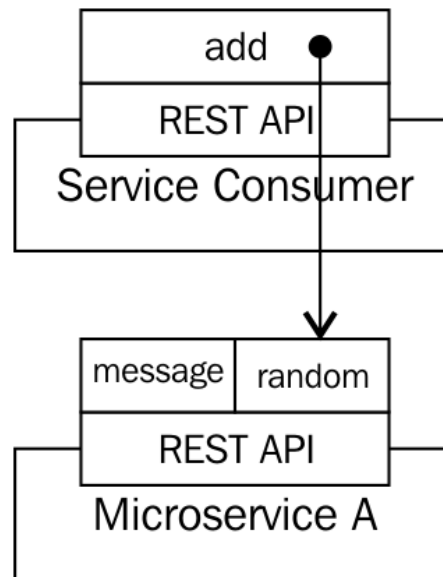 add
REST API
Service Consumer
message random
REST API
Microservice A